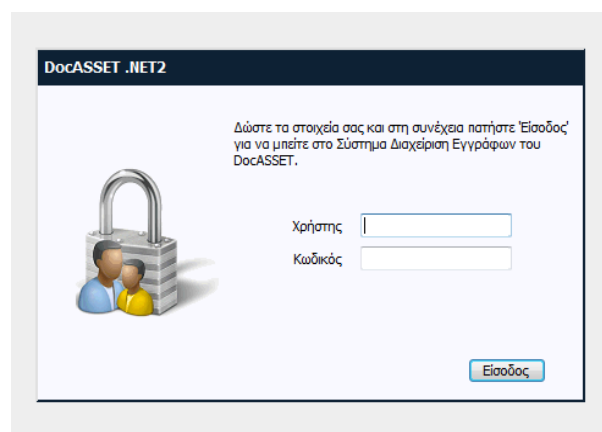 DocASSET .NET2
Δώστε τα στοιχεία σας και στη συνέχεια πατήστε 'Είσοδος'
για να μπείτε στο Σύστημα Διαχείριση Εγγράφων του
DocASSET.
Χρήστης
Κωδικός
Είσοδος